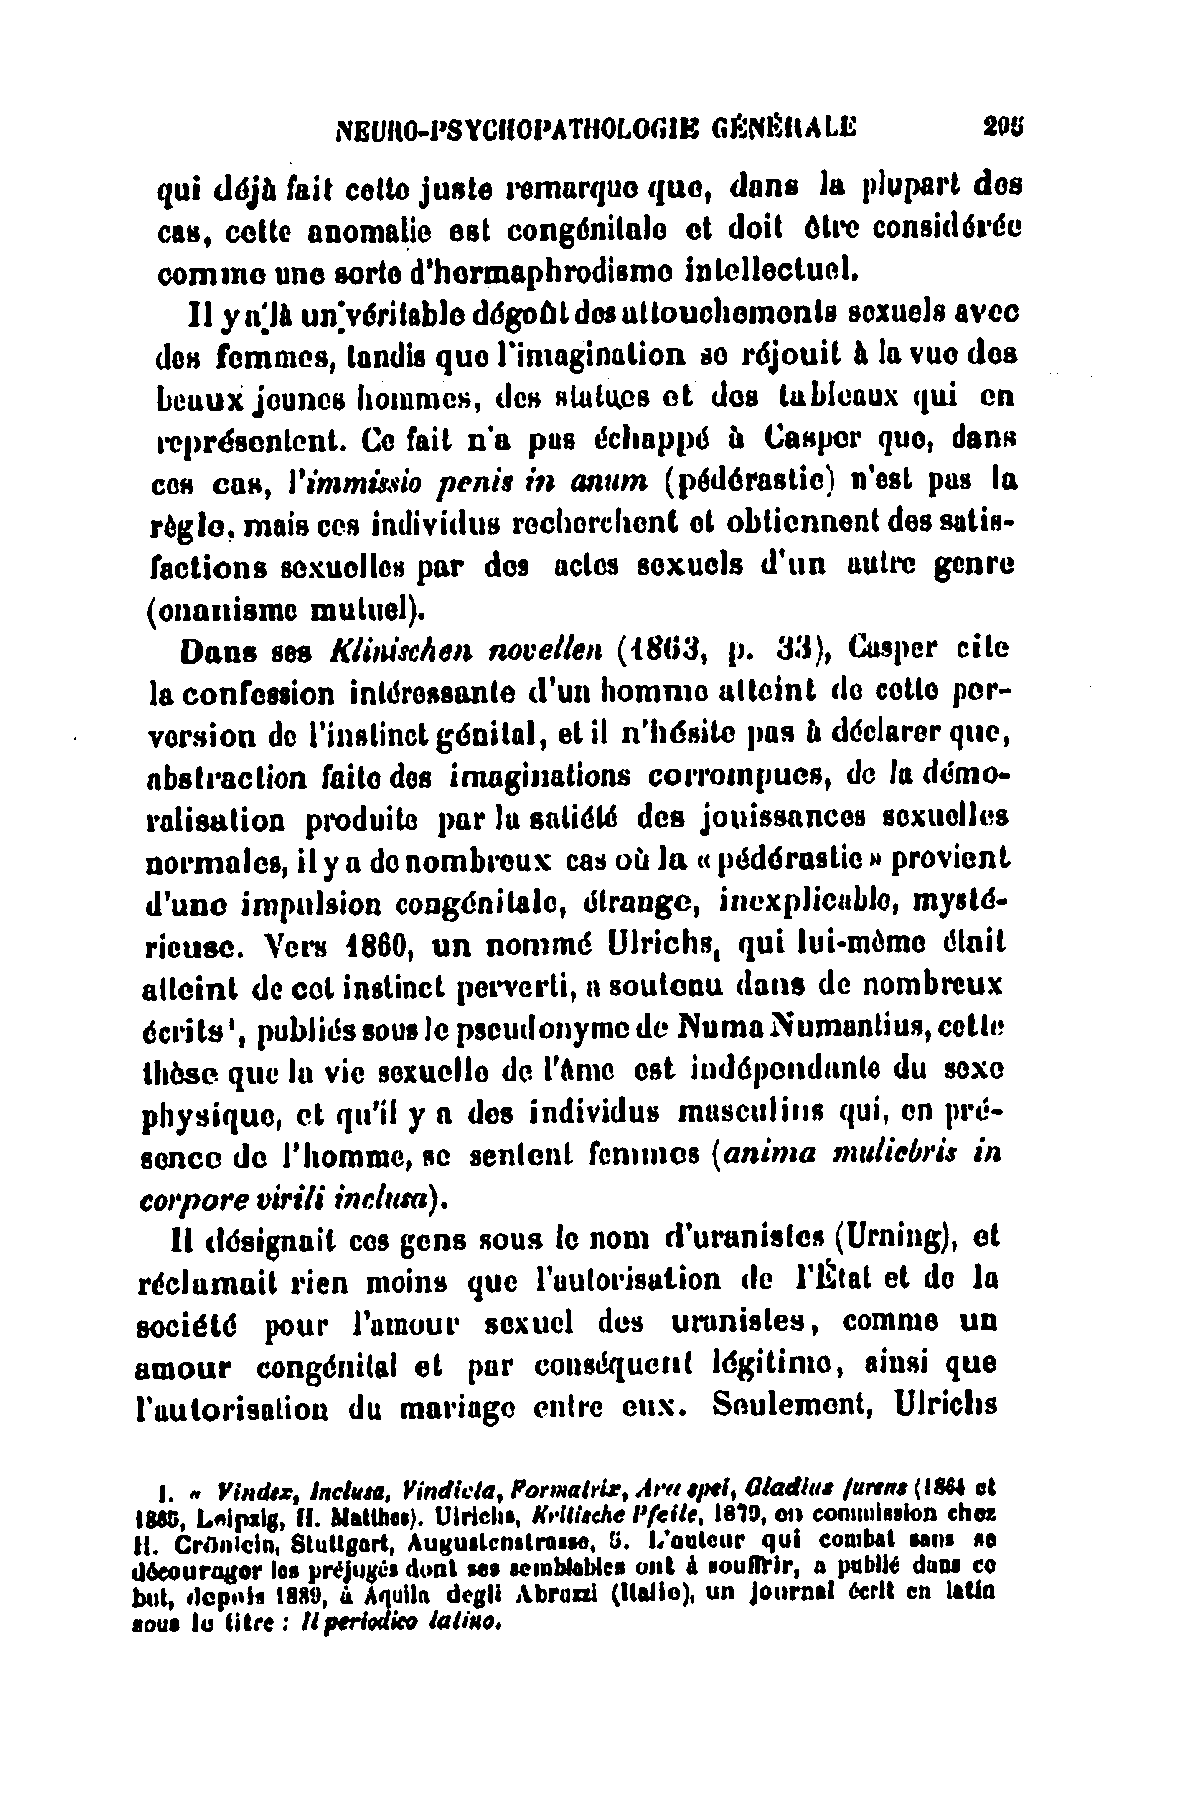 NEURO-PSYCHOPATHOLOGIE GÉNÉRALE 295
qui déjà fait cette juste remarque que, dans la plupart des
cas, cette anomalie est congénitale et doit être considérée
comme une sorte d'hermaphrodisme intellectuel.
Il y a là un véritable dégoût des attouchements sexuels avec
des femmes, tandis que l'imagination se réjouit à la vue des
beaux jeunes hommes, des statues et des tableaux qui en
représentent. Ce fait n'a pas échappé à Casper que, dans
ces cas, l'immissio penis in anum (pédérastie) n'est pas la
règle, mais ces individus recherchent et obtiennent des satis-
factions sexuelles par des actes sexuels d'un autre genre
(onanisme mutuel).
Dans ses Klinischen novellen (1863, p. 33), Casper cite
la confession intéressante d'un homme atteint de cette per-
version de l'instinct génital, et il n'hésite pas à déclarer que,
abstraction faite des imaginations corrompues, de la démo-
ralisation produite par la satiété des jouissances sexuelles
normales, il y a de nombreux cas où la « pédérastie » provient
d'une impulsion congénitale, étrange, inexplicable, mysté-
rieuse. Vers 1860, un nommé Ulrichs, qui lui-même était
atteint de cet instinct perverti, a soutenu dans de nombreux
écrits¹, publiés sous le pseudonyme de Numa Numantius, cette
thèse que la vie sexuelle de l'âme est indépendante du sexe
physique, et qu'il y a des individus masculins qui, en pré-
sence de l'homme, se sentent femmes (anima muliebris in
corpore virili inclusa).
Il désignait ces gens sous le nom d'uranistes (Urning), et
réclamait rien moins que l'autorisation de l'État et de la
société pour l'amour sexuel des uranistes, comme un
amour congénital et par conséquent légitime, ainsi que
l'autorisation du mariage entre eux. Seulement, Ulrichs
1. « Vindex, Inclusa, Vindicta, Formatrix, Ara spei, Gladius furens (1864 et
1865, Leipzig, H. Matthes). Ulrichs, Kritische Pfeile, 1879, en commission chez
H. Crönlein, Stuttgart, Augustenstrasse, 5. L'auteur qui combat sans se
décourager les préjugés dont ses semblables ont à souffrir, a publié dans ce
but, depuis 1889, à Aquila degli Abruzzi (Italie), un journal écrit en latin
sous le titre : Il periodico latino.